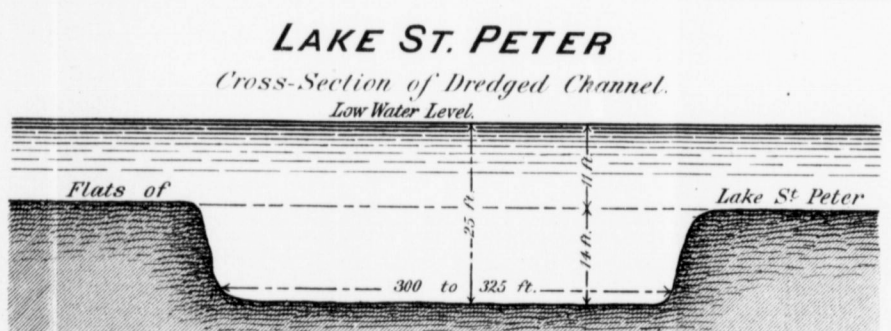 LAKE ST. PETER
Cross-Section of Dredged Channel.
Low Water Level.
11 ft.
Flats of
Lake St. Peter
25 ft.
14 ft.
300 to 325 ft.